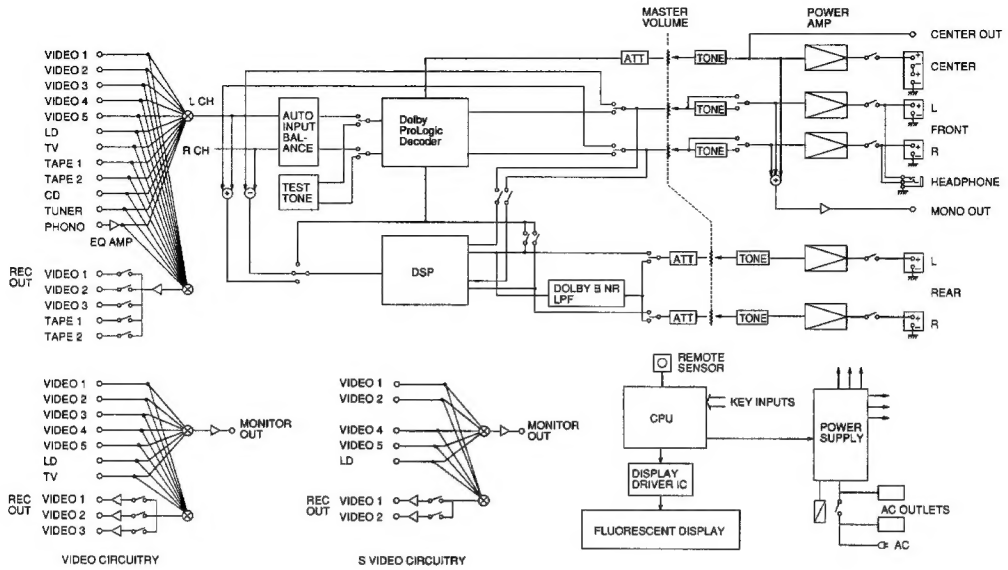 MASTER
VOLUME
POWER
AMP
VIDEO 1
VIDEO 2
VIDEO 3
VIDEO 4
VIDEO 5
LD
TV
TAPE 1
TAPE 2
CD
TUNER
PHONO
EQ AMP
L CH
R CH
AUTO
INPUT
BAL-
ANCE
TEST
TONE
Dolby
ProLogic
Decoder
DSP
DOLBY B NR
LPF
ATT
TONE
TONE
TONE
ATT
TONE
ATT
TONE
CENTER OUT
CENTER
L
FRONT
R
HEADPHONE
MONO OUT
L
REAR
R
+
-
+
-
+
-
+
-
+
-
+
-
REC
OUT
VIDEO 1
VIDEO 2
VIDEO 3
TAPE 1
TAPE 2
VIDEO 1
VIDEO 2
VIDEO 3
VIDEO 4
VIDEO 5
LD
TV
MONITOR
OUT
REC
OUT
VIDEO 1
VIDEO 2
VIDEO 3
VIDEO CIRCUITRY
VIDEO 1
VIDEO 2
VIDEO 4
VIDEO 5
LD
MONITOR
OUT
REC
OUT
VIDEO 1
VIDEO 2
S VIDEO CIRCUITRY
REMOTE
SENSOR
CPU
KEY INPUTS
DISPLAY
DRIVER IC
FLUORESCENT DISPLAY
POWER
SUPPLY
AC OUTLETS
AC